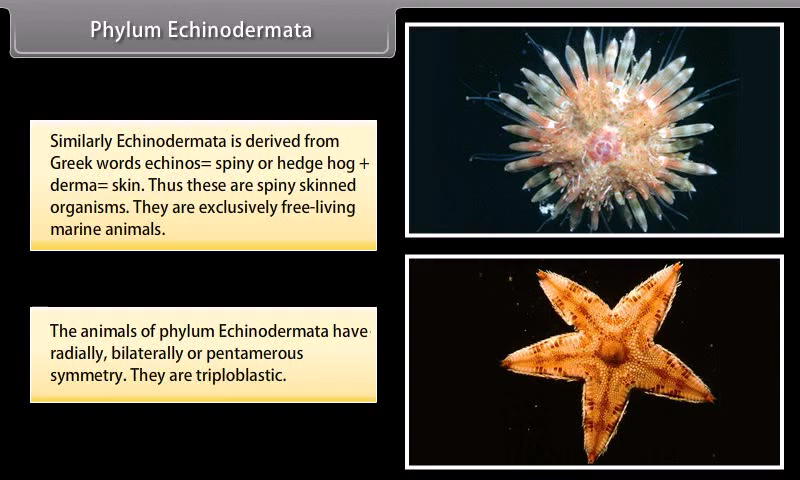 Phylum Echinodermata
Similarly Echinodermata is derived from
Greek words echinos= spiny or hedge hog +
derma= skin. Thus these are spiny skinned
organisms. They are exclusively free-living
marine animals.
The animals of phylum Echinodermata have
radially, bilaterally or pentamerous
symmetry. They are triploblastic.